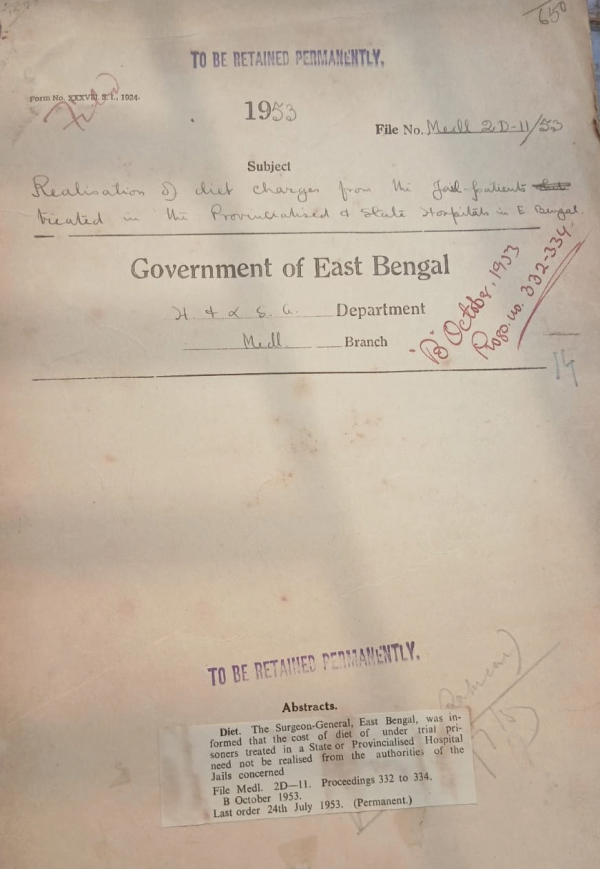 650
TO BE RETAINED PERMANENTLY.
Form No. XXXVIII S. I., 1924.
Filed
1953
File No. Medl 2D-11/53
Subject
Realisation of diet charges from the Jail-patients
treated in the Provincialised & State Hospitals in E. Bengal.
Government of East Bengal
H & L S. G. Department
Medl. Branch
"B" October, 1953
Progs. no. 332-334.
14
TO BE RETAINED PERMANENTLY.
Abstracts.
Diet. The Surgeon-General, East Bengal, was in-
formed that the cost of diet of under trial pri-
soners treated in a State or Provincialised Hospital
need not be realised from the authorities of the
Jails concerned
File Medl. 2D—11. Proceedings 332 to 334.
B October 1953.
Last order 24th July 1953. (Permanent.)